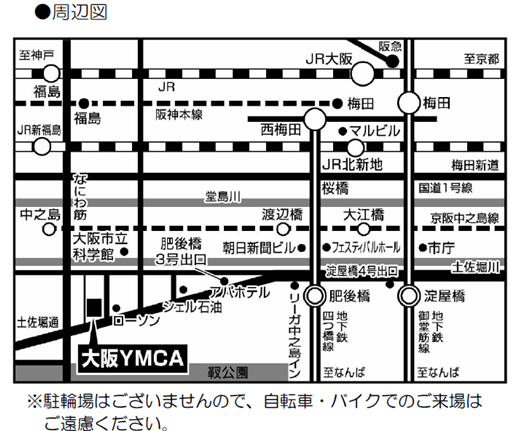 ●周辺図
至神戸
阪急
JR大阪
至京都
福島
JR
福島
阪神本線
梅田
梅田
西梅田
マルビル
JR新福島
JR北新地
梅田新道
なにわ筋
桜橋
国道1号線
堂島川
中之島
渡辺橋
大江橋
京阪中之島線
大阪市立
科学館
肥後橋
3号出口
朝日新聞ビル
フェスティバルホール
市庁
淀屋橋4号出口
土佐堀川
アパホテル
シェル石油
ローソン
リーガ中之島イン
肥後橋
淀屋橋
土佐堀通
地下鉄
四つ橋線
地下鉄
御堂筋線
大阪YMCA
靱公園
至なんば
至なんば
※駐輪場はございませんので、自転車・バイクでのご来場は
ご遠慮ください。